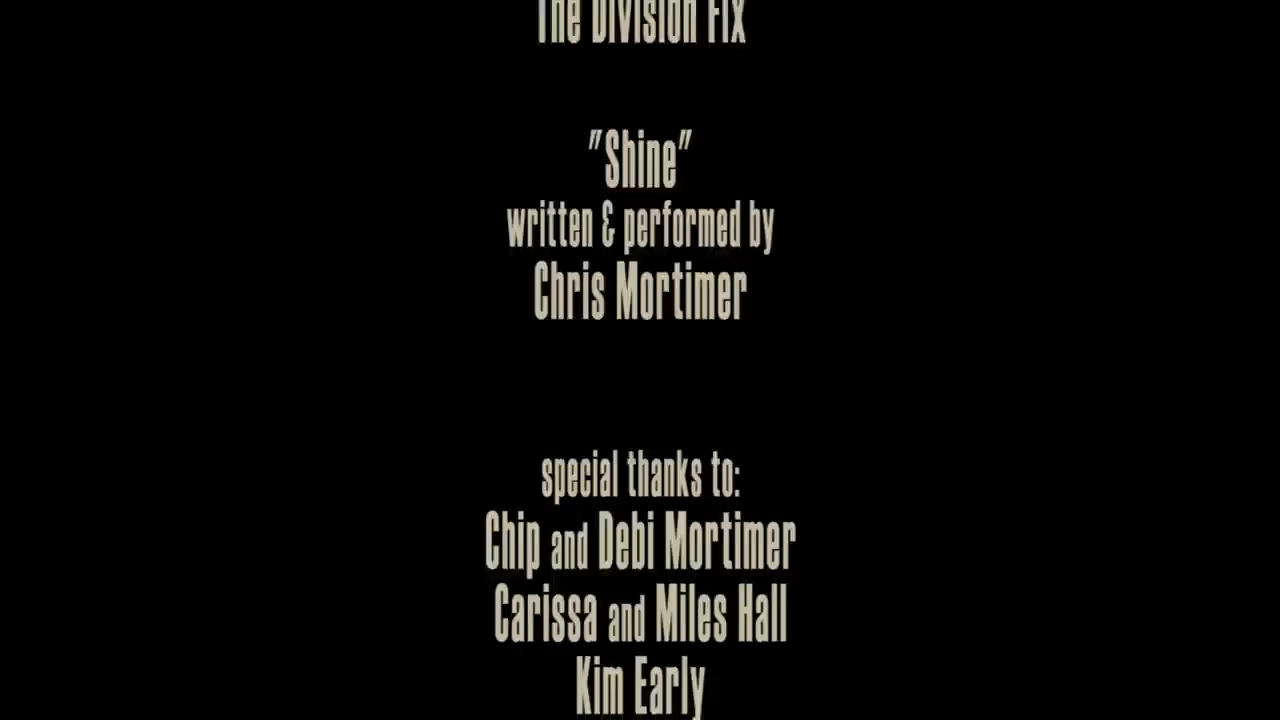 The Division Fix
"Shine"
written & performed by
Chris Mortimer
special thanks to:
Chip and Debi Mortimer
Carissa and Miles Hall
Kim Early